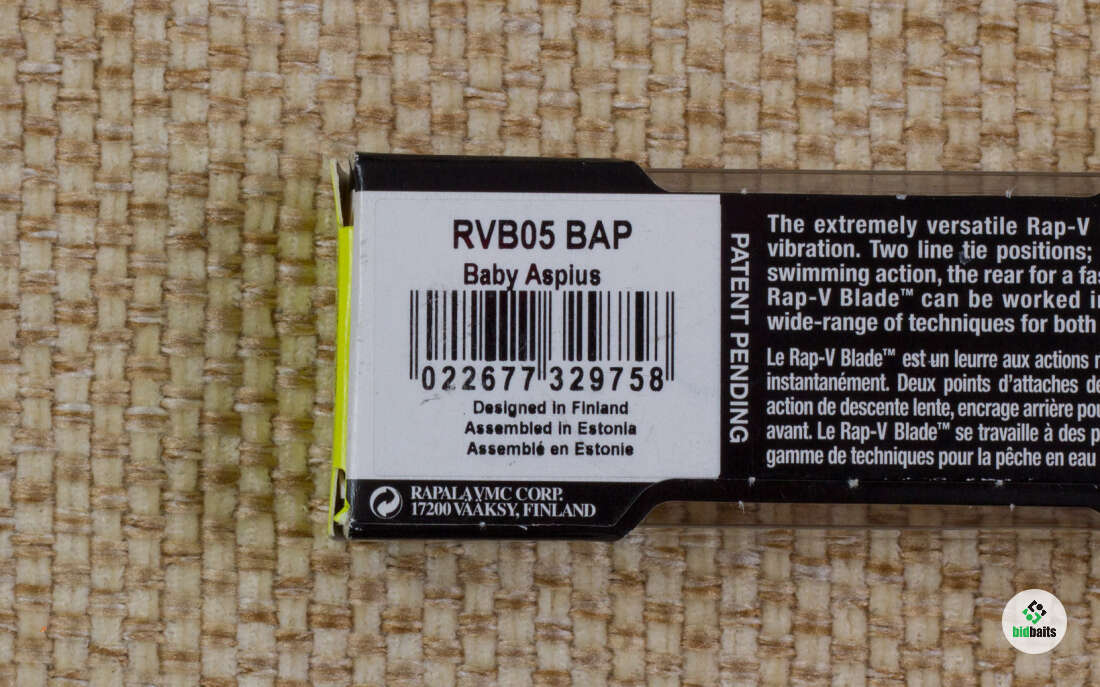 RVB05 BAP
Baby Aspius
022677 329758
Designed in Finland
Assembled in Estonia
Assemblé en Estonie
RAPALA VMC CORP.
17200 VÄÄKSY, FINLAND
PATENT PENDING
The extremely versatile Rap-V
vibration. Two line tie positions;
swimming action, the rear for a
Rap-V Blade™ can be worked
wide-range of techniques for both
Le Rap-V Blade™ est un leurre aux actions
instantanément. Deux points d'attaches
action de descente lente, encrage arrière
avant. Le Rap-V Blade™ se travaille à des
gamme de techniques pour la pêche en eau
bidbaits